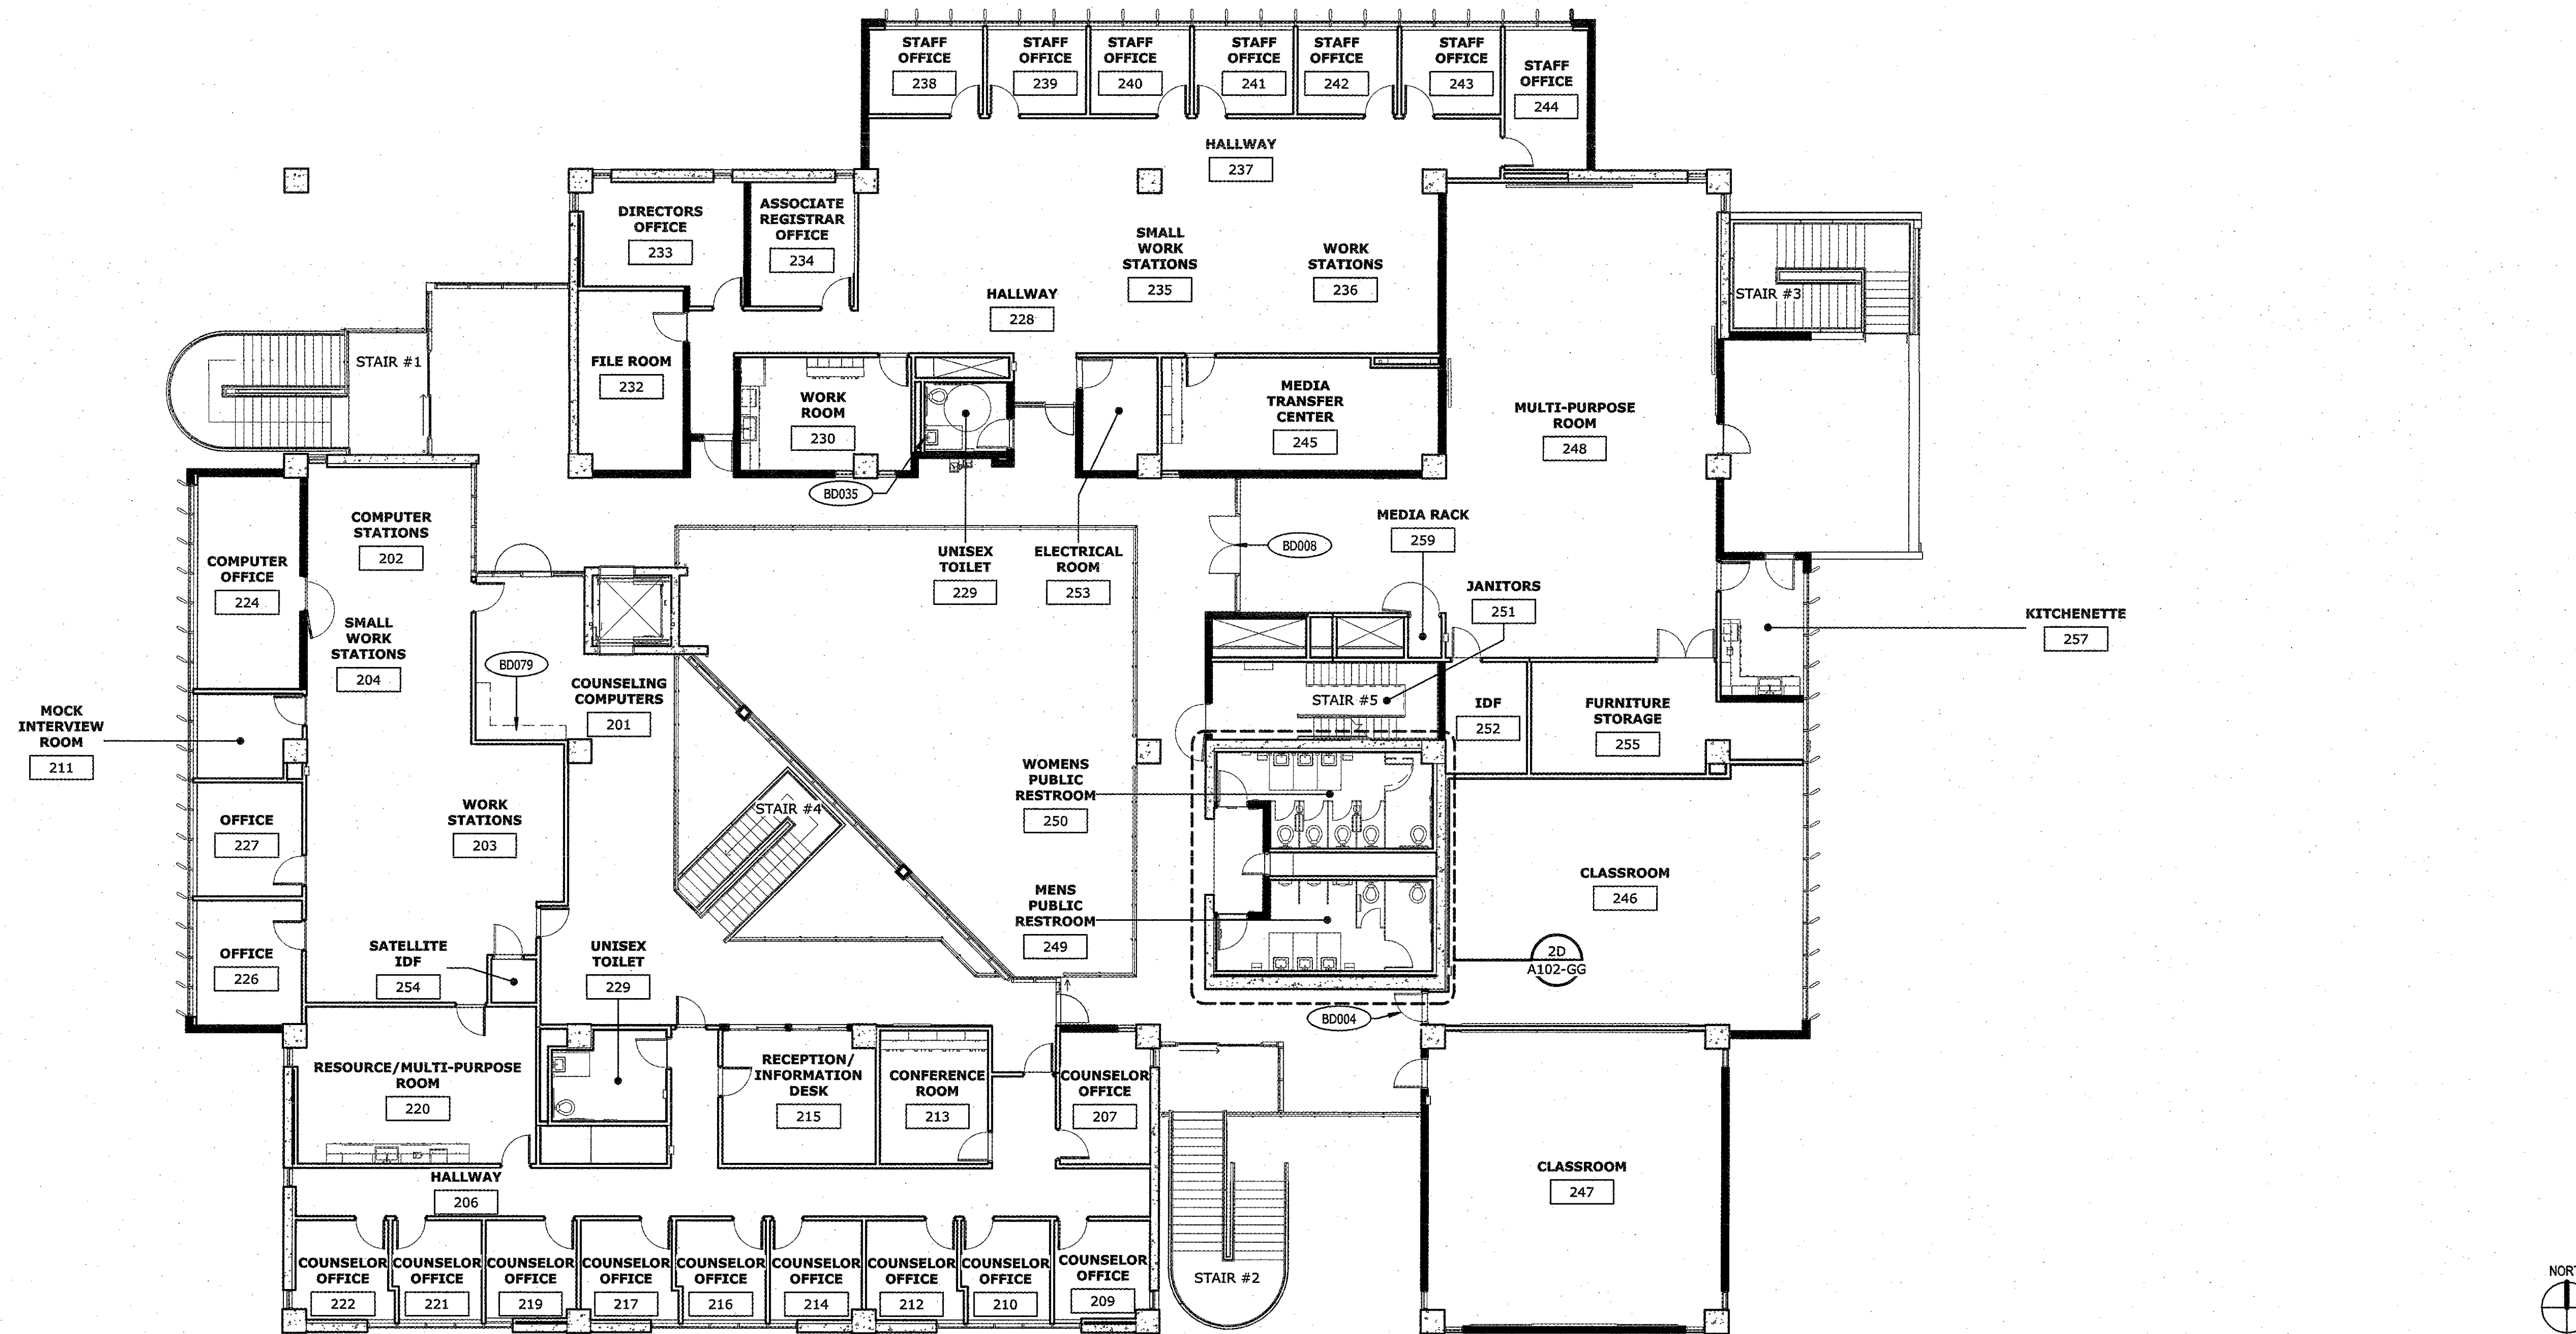 STAFF
OFFICE
238
STAFF
OFFICE
239
STAFF
OFFICE
240
STAFF
OFFICE
241
STAFF
OFFICE
242
STAFF
OFFICE
243
STAFF
OFFICE
244
HALLWAY
237
DIRECTORS
OFFICE
233
ASSOCIATE
REGISTRAR
OFFICE
234
SMALL
WORK
STATIONS
235
WORK
STATIONS
236
HALLWAY
228
STAIR #3
STAIR #1
FILE ROOM
232
WORK
ROOM
230
MEDIA
TRANSFER
CENTER
245
MULTI-PURPOSE
ROOM
248
BD035
COMPUTER
STATIONS
202
UNISEX
TOILET
229
ELECTRICAL
ROOM
253
BD008
MEDIA RACK
259
JANITORS
251
KITCHENETTE
257
COMPUTER
OFFICE
224
SMALL
WORK
STATIONS
204
BD079
COUNSELING
COMPUTERS
201
STAIR #5
IDF
252
FURNITURE
STORAGE
255
MOCK
INTERVIEW
ROOM
211
WOMENS
PUBLIC
RESTROOM
250
STAIR #4
OFFICE
227
WORK
STATIONS
203
CLASSROOM
246
MENS
PUBLIC
RESTROOM
249
OFFICE
226
SATELLITE
IDF
254
UNISEX
TOILET
229
2D
A102-GG
BD004
RESOURCE/MULTI-PURPOSE
ROOM
220
RECEPTION/
INFORMATION
DESK
215
CONFERENCE
ROOM
213
COUNSELOR
OFFICE
207
CLASSROOM
247
HALLWAY
206
COUNSELOR
OFFICE
222
COUNSELOR
OFFICE
221
COUNSELOR
OFFICE
219
COUNSELOR
OFFICE
217
COUNSELOR
OFFICE
216
COUNSELOR
OFFICE
214
COUNSELOR
OFFICE
212
COUNSELOR
OFFICE
210
COUNSELOR
OFFICE
209
STAIR #2